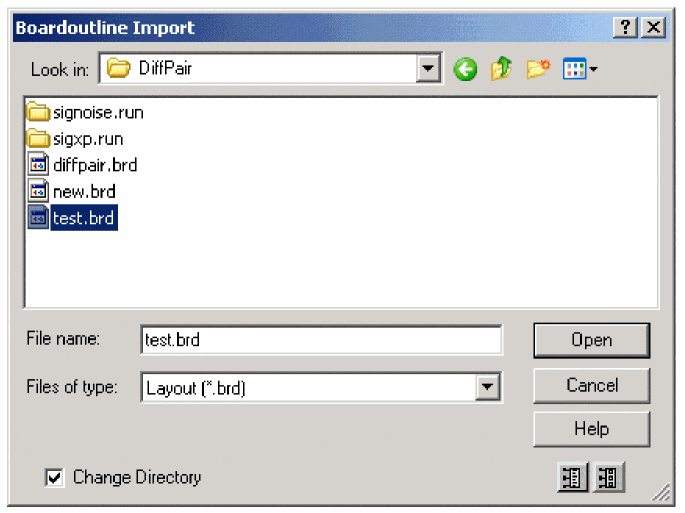 Boardoutline Import
Look in: DiffPair
signoise.run
sigxp.run
diffpair.brd
new.brd
test.brd
File name: test.brd Open
Files of type: Layout (*.brd) Cancel
Help
Change Directory